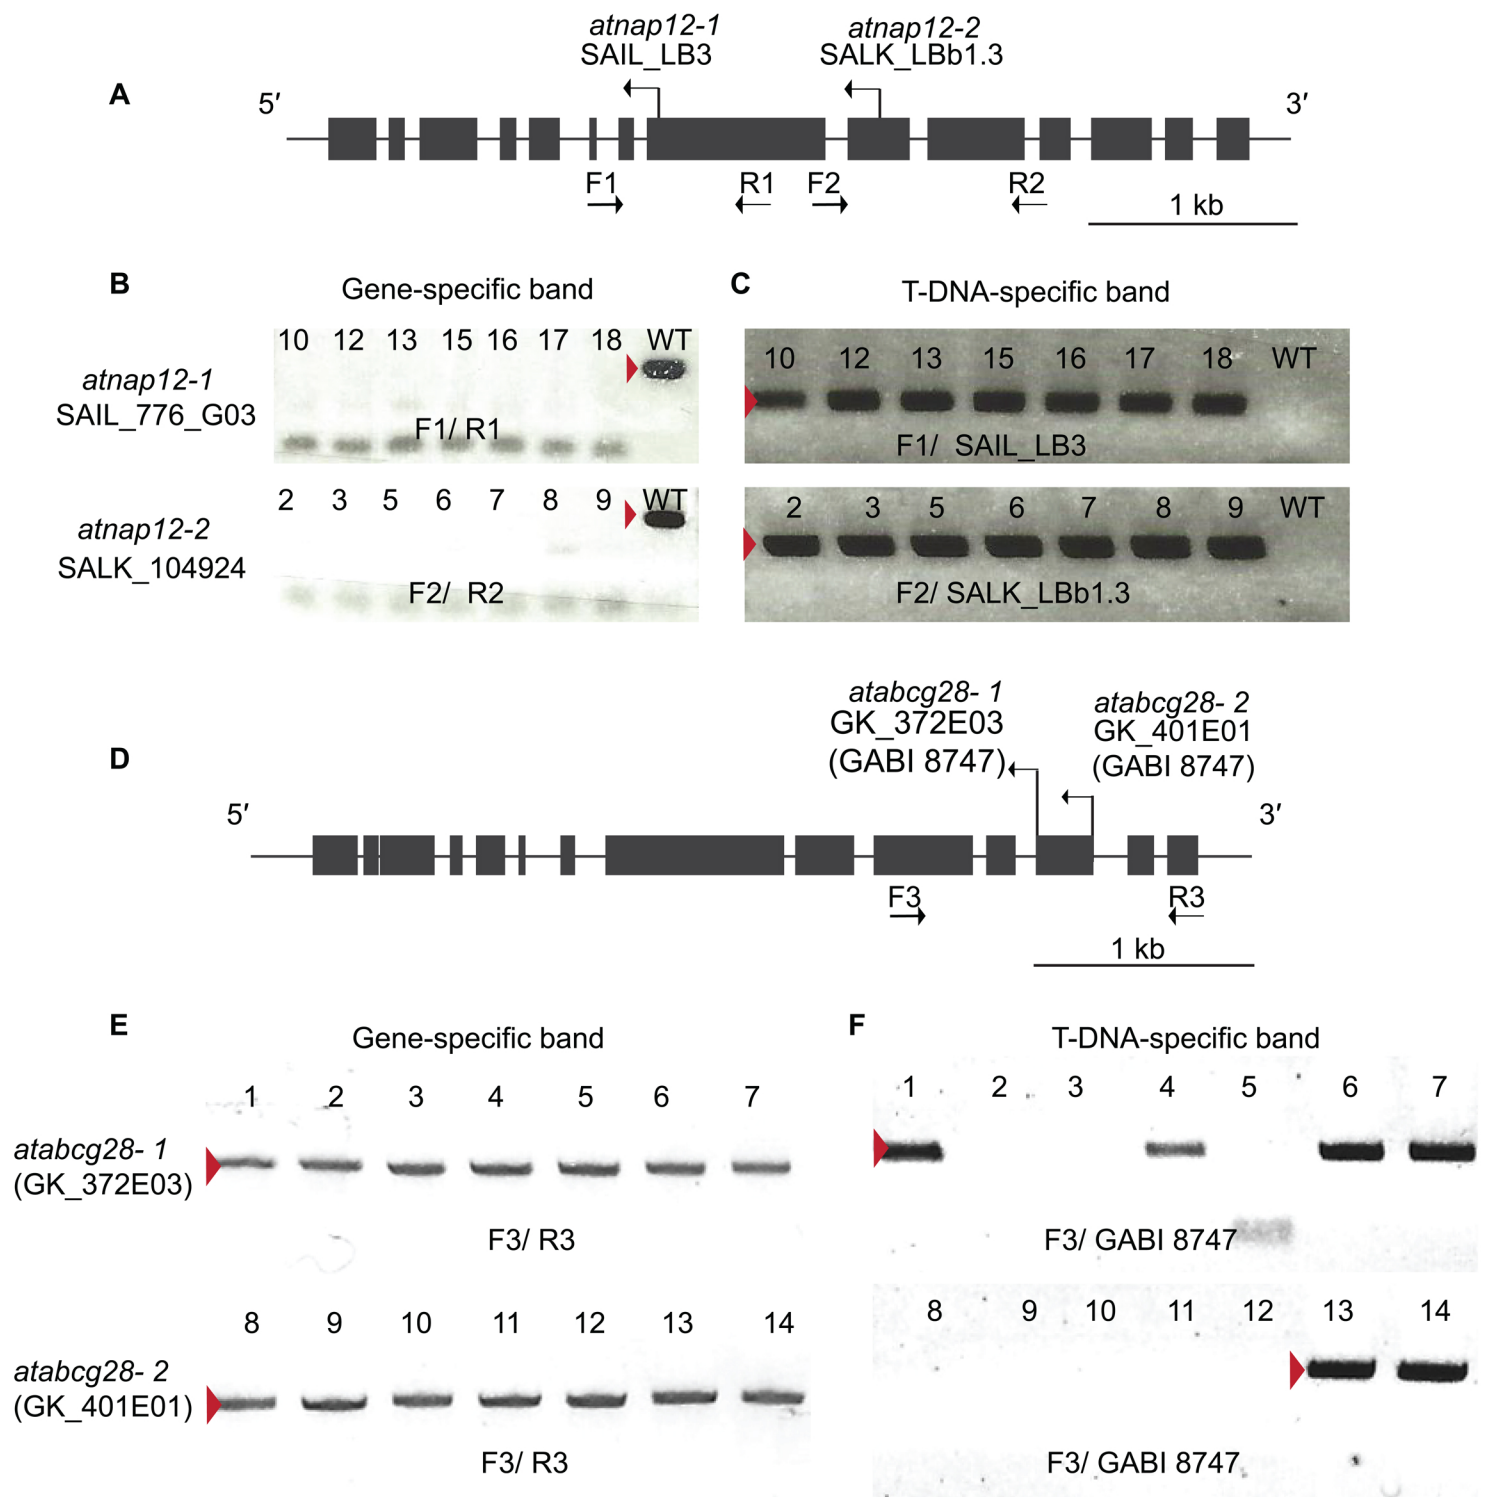 A
5′
atnap12-1
SAIL_LB3
atnap12-2
SALK_LBb1.3
3′
F1
R1
F2
R2
1 kb
B
Gene-specific band
C
T-DNA-specific band
atnap12-1
SAIL_776_G03
10 12 13 15 16 17 18 WT
F1/ R1
10 12 13 15 16 17 18 WT
F1/ SAIL_LB3
atnap12-2
SALK_104924
2 3 5 6 7 8 9 WT
F2/ R2
2 3 5 6 7 8 9 WT
F2/ SALK_LBb1.3
D
5′
atabcg28- 1
GK_372E03
(GABI 8747)
atabcg28- 2
GK_401E01
(GABI 8747)
3′
F3
R3
1 kb
E
Gene-specific band
F
T-DNA-specific band
atabcg28- 1
(GK_372E03)
1 2 3 4 5 6 7
F3/ R3
1 2 3 4 5 6 7
F3/ GABI 8747
atabcg28- 2
(GK_401E01)
8 9 10 11 12 13 14
F3/ R3
8 9 10 11 12 13 14
F3/ GABI 8747